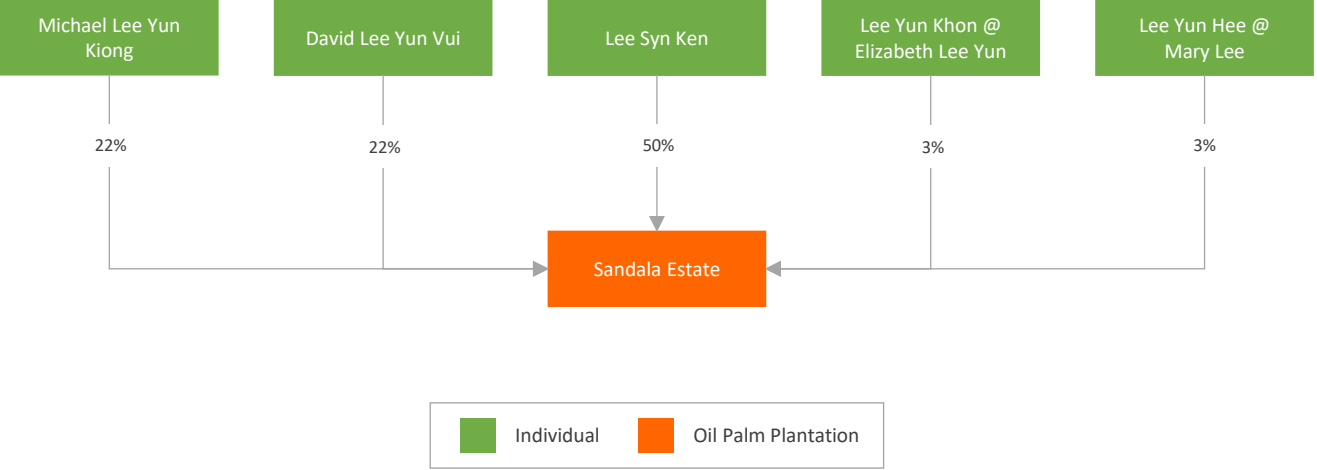 Michael Lee Yun
Kiong
David Lee Yun Vui
Lee Syn Ken
Lee Yun Khon @
Elizabeth Lee Yun
Lee Yun Hee @
Mary Lee
22%
22%
50%
3%
3%
Sandala Estate
Individual
Oil Palm Plantation